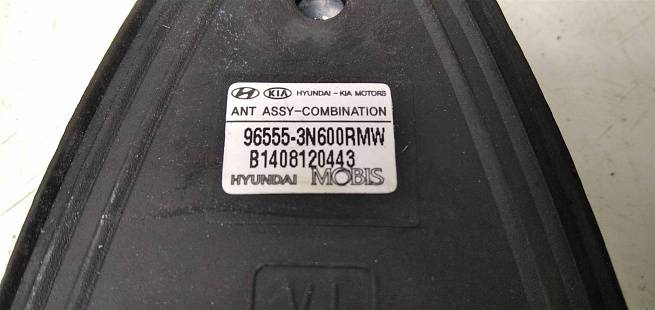 KIA HYUNDAI - KIA MOTORS
ANT ASSY-COMBINATION
96555-3N600RMW
B1408120443
HYUNDAI MOBIS